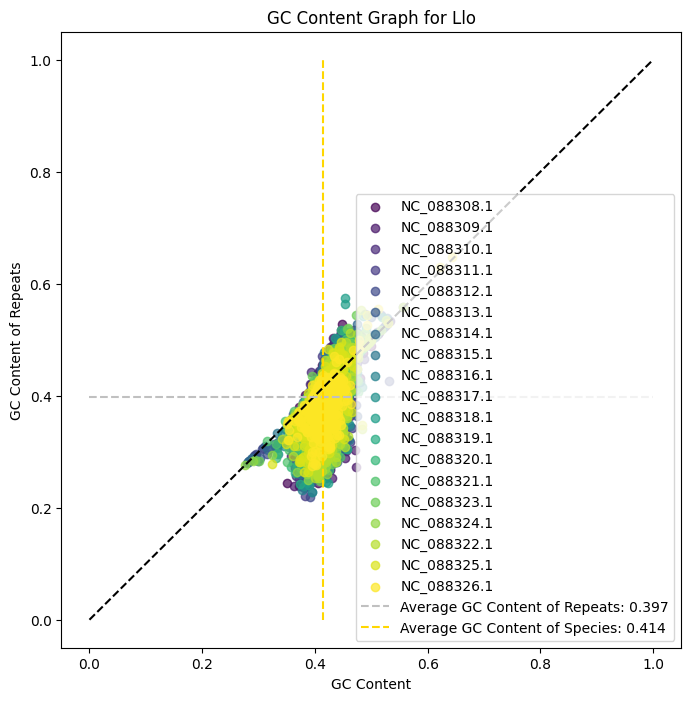 GC Content Graph for Llo
1.0
0.8
0.6
0.4
0.2
0.0
GC Content of Repeats
NC_088308.1
NC_088309.1
NC_088310.1
NC_088311.1
NC_088312.1
NC_088313.1
NC_088314.1
NC_088315.1
NC_088316.1
NC_088317.1
NC_088318.1
NC_088319.1
NC_088320.1
NC_088321.1
NC_088323.1
NC_088324.1
NC_088322.1
NC_088325.1
NC_088326.1
Average GC Content of Repeats: 0.397
Average GC Content of Species: 0.414
0.0 0.2 0.4 0.6 0.8 1.0
GC Content